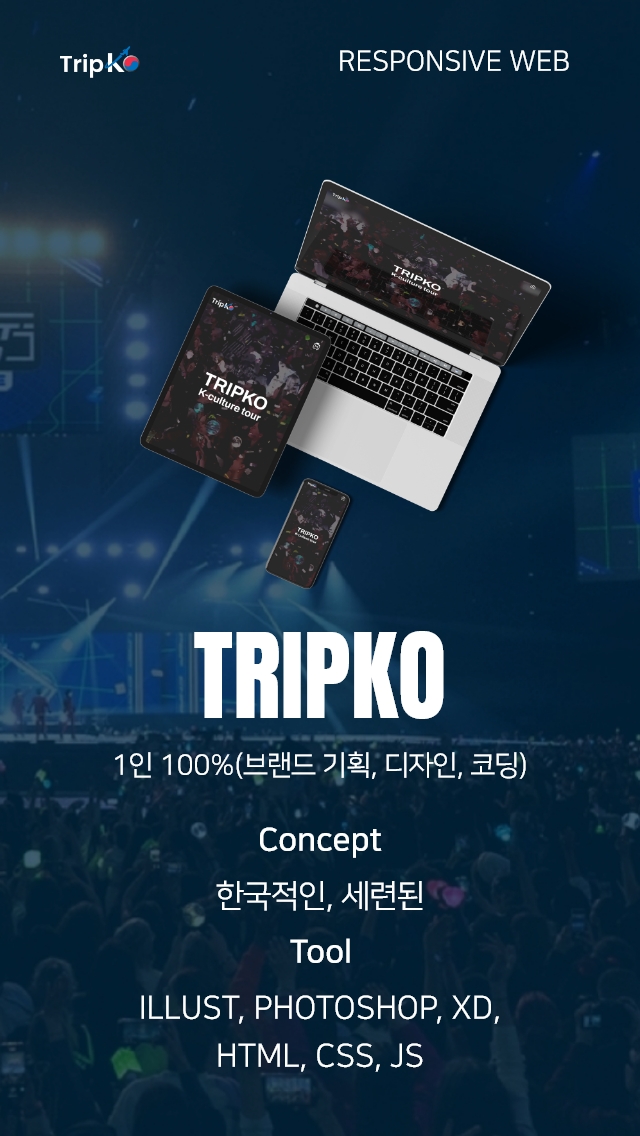 TripKo
RESPONSIVE WEB
TripKo
TRIPKO
K-culture tour
TripKo
TRIPKO
K-culture tour
TRIPKO
TRIPKO
1인 100%(브랜드 기획, 디자인, 코딩)
Concept
한국적인, 세련된
Tool
ILLUST, PHOTOSHOP, XD,
HTML, CSS, JS